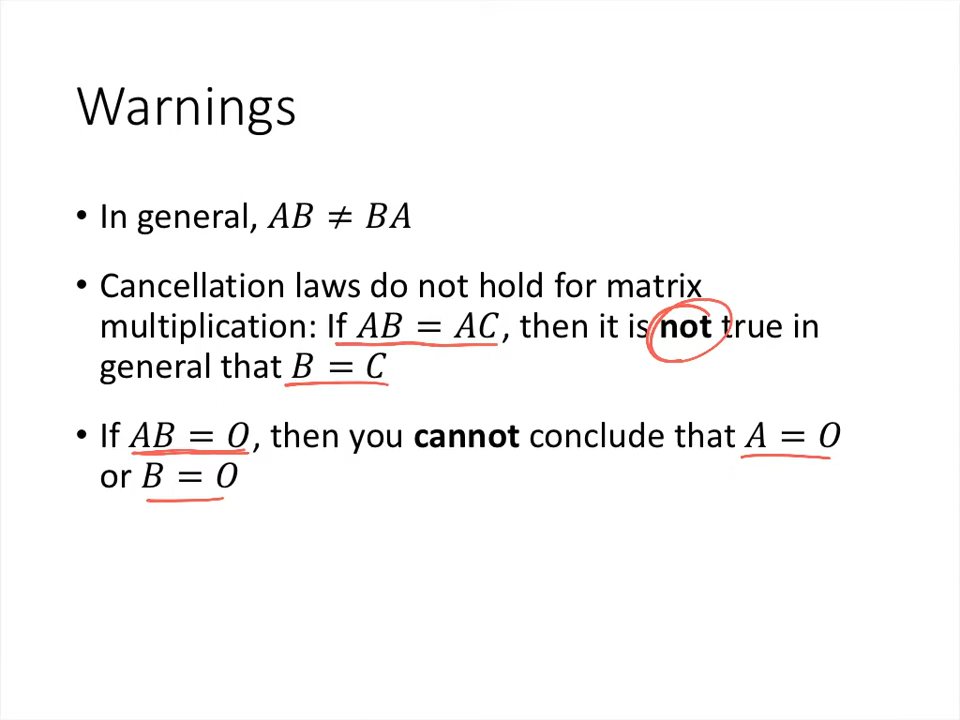 Warnings
• In general, AB ≠ BA
• Cancellation laws do not hold for matrix
multiplication: If AB = AC, then it is not true in
general that B = C
• If AB = O, then you cannot conclude that A = O
or B = O